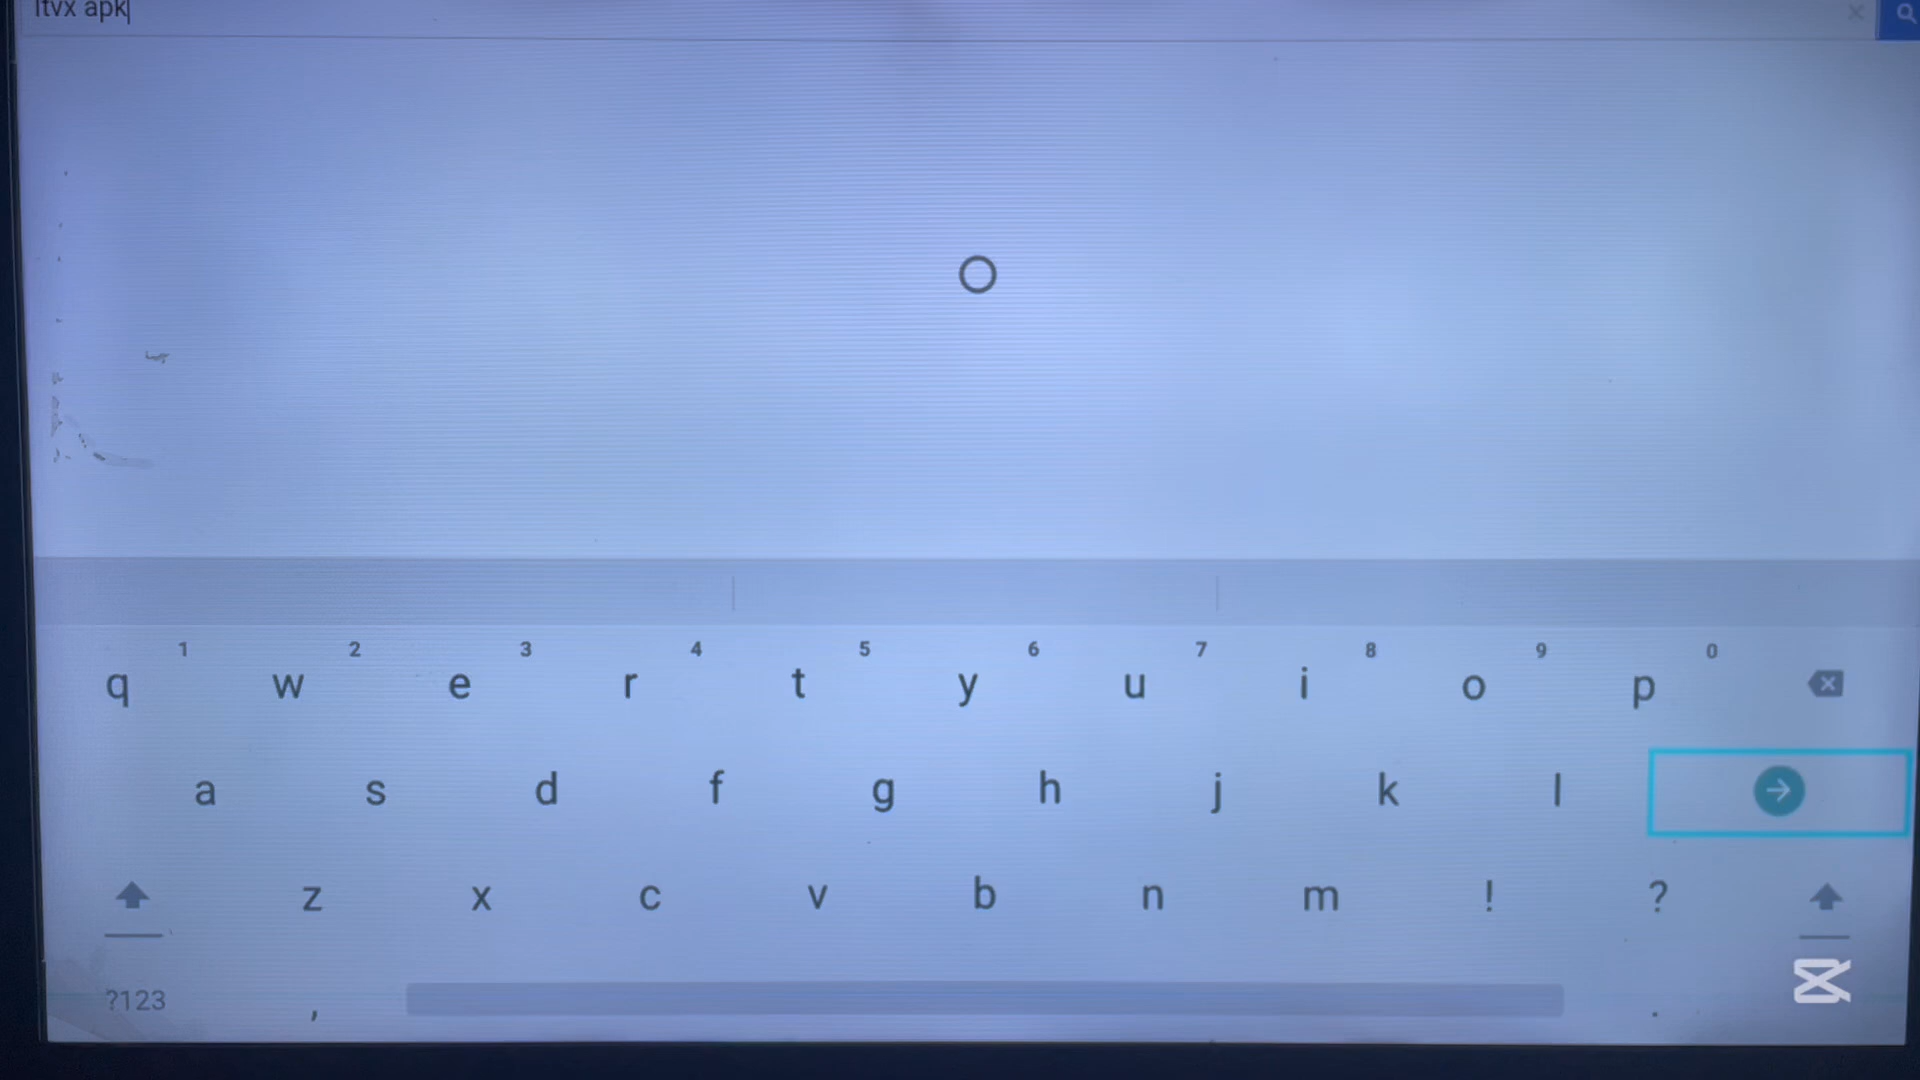 ltvx apk
1 2 3 4 5 6 7 8 9 0
q w e r t y u i o p
a s d f g h j k l
z x c v b n m ! ?
?123 , .